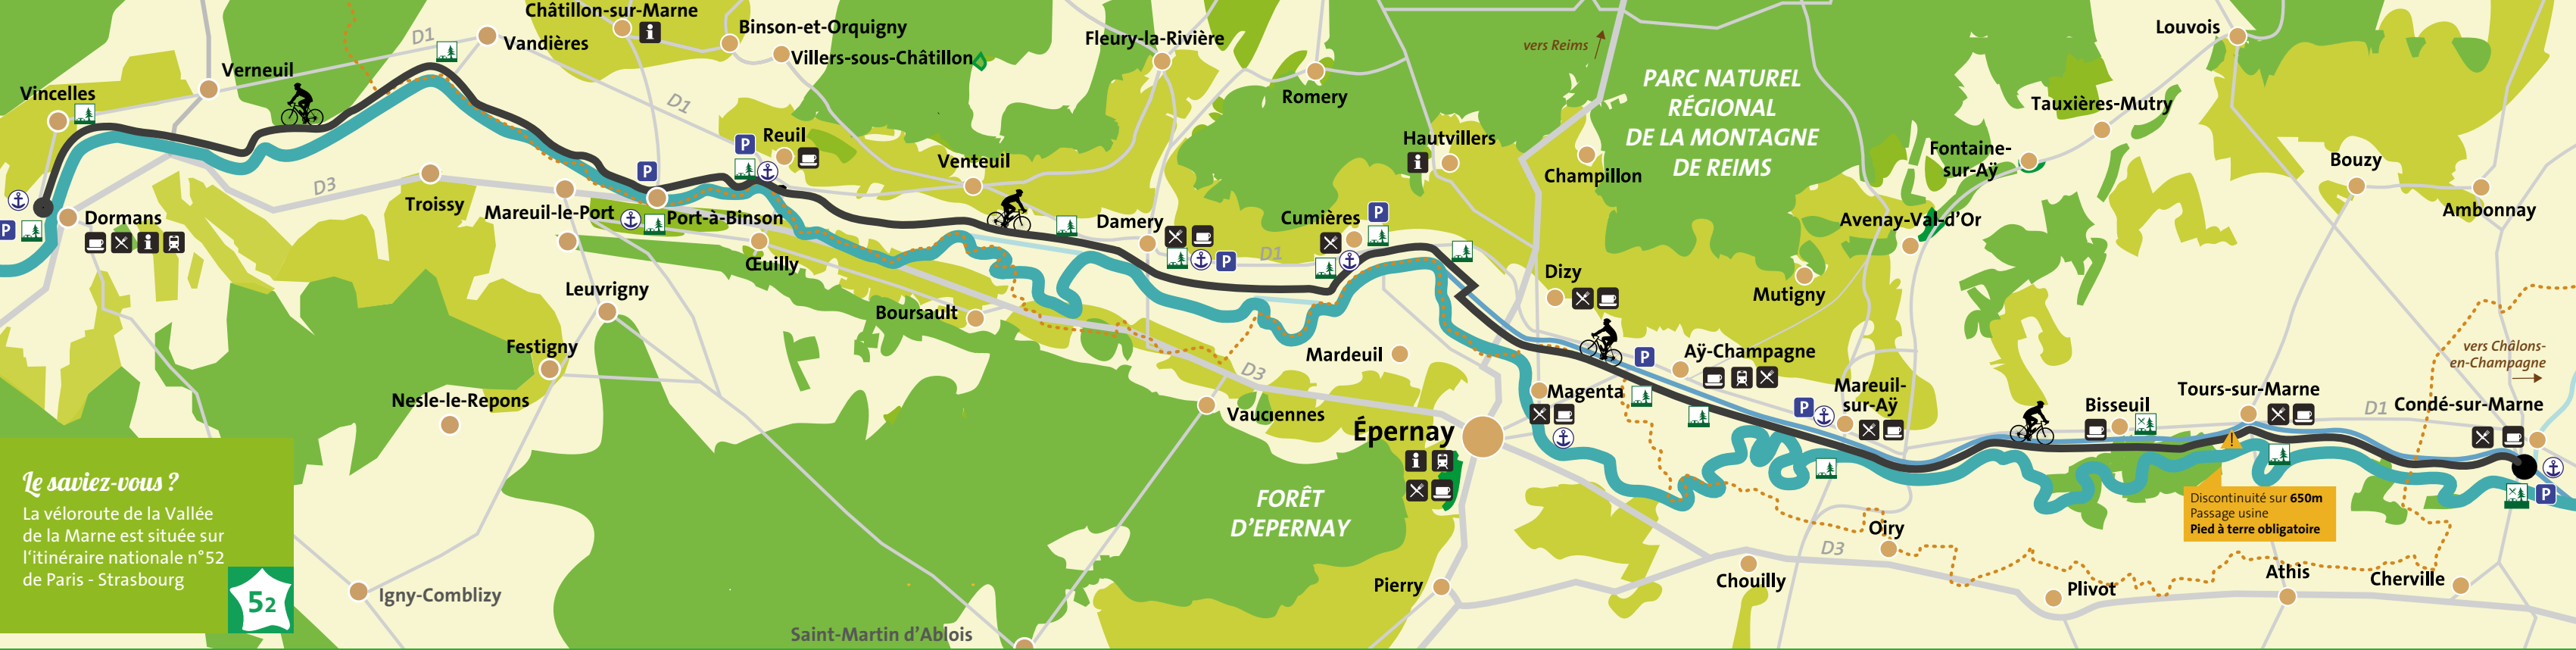 Châtillon-sur-Marne
Binson-et-Orquigny
Villers-sous-Châtillon
Vandières
D1
Verneuil
Vincelles
Fleury-la-Rivière
Romery
vers Reims
PARC NATUREL
RÉGIONAL
DE LA MONTAGNE
DE REIMS
Louvois
Tauxières-Mutry
Fontaine-
sur-Aÿ
Bouzy
Ambonnay
Avenay-Val-d'Or
Mutigny
Champillon
Hautvillers
i
i
D1
P
Reuil
Venteuil
P
D3
Troissy
Mareuil-le-Port
Port-à-Binson
P
Dormans
i
Œuilly
Damery
P
D1
Cumières
P
Dizy
Leuvrigny
Boursault
Festigny
Nesle-le-Repons
Mardeuil
D3
Vauciennes
Épernay
i
Magenta
P
Aÿ-Champagne
P
Mareuil-
sur-Aÿ
Bisseuil
Tours-sur-Marne
D1
Condé-sur-Marne
vers Châlons-
en-Champagne
P
Discontinuité sur 650m
Passage usine
Pied à terre obligatoire
FORÊT
D'EPERNAY
Oiry
D3
Chouilly
Pierry
Plivot
Athis
Cherville
Le saviez-vous ?
La véloroute de la Vallée
de la Marne est située sur
l'itinéraire nationale n°52
de Paris - Strasbourg
52
Igny-Comblizy
Saint-Martin d'Ablois